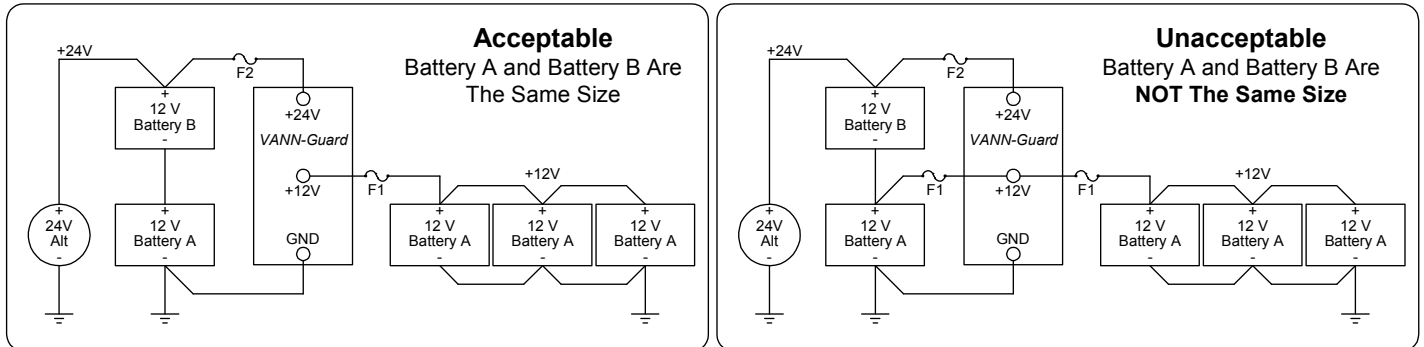 Acceptable
Battery A and Battery B Are
The Same Size
+24V
F2
+
12 V
Battery B
-
+24V
VANN-Guard
+12V
F1
+12V
+
24V
Alt
-
+
12 V
Battery A
-
GND
+
12 V
Battery A
-
+
12 V
Battery A
-
+
12 V
Battery A
-
Unacceptable
Battery A and Battery B Are
NOT The Same Size
+24V
F2
+
12 V
Battery B
-
+24V
VANN-Guard
F1
+12V
F1
+12V
+
24V
Alt
-
+
12 V
Battery A
-
GND
+
12 V
Battery A
-
+
12 V
Battery A
-
+
12 V
Battery A
-